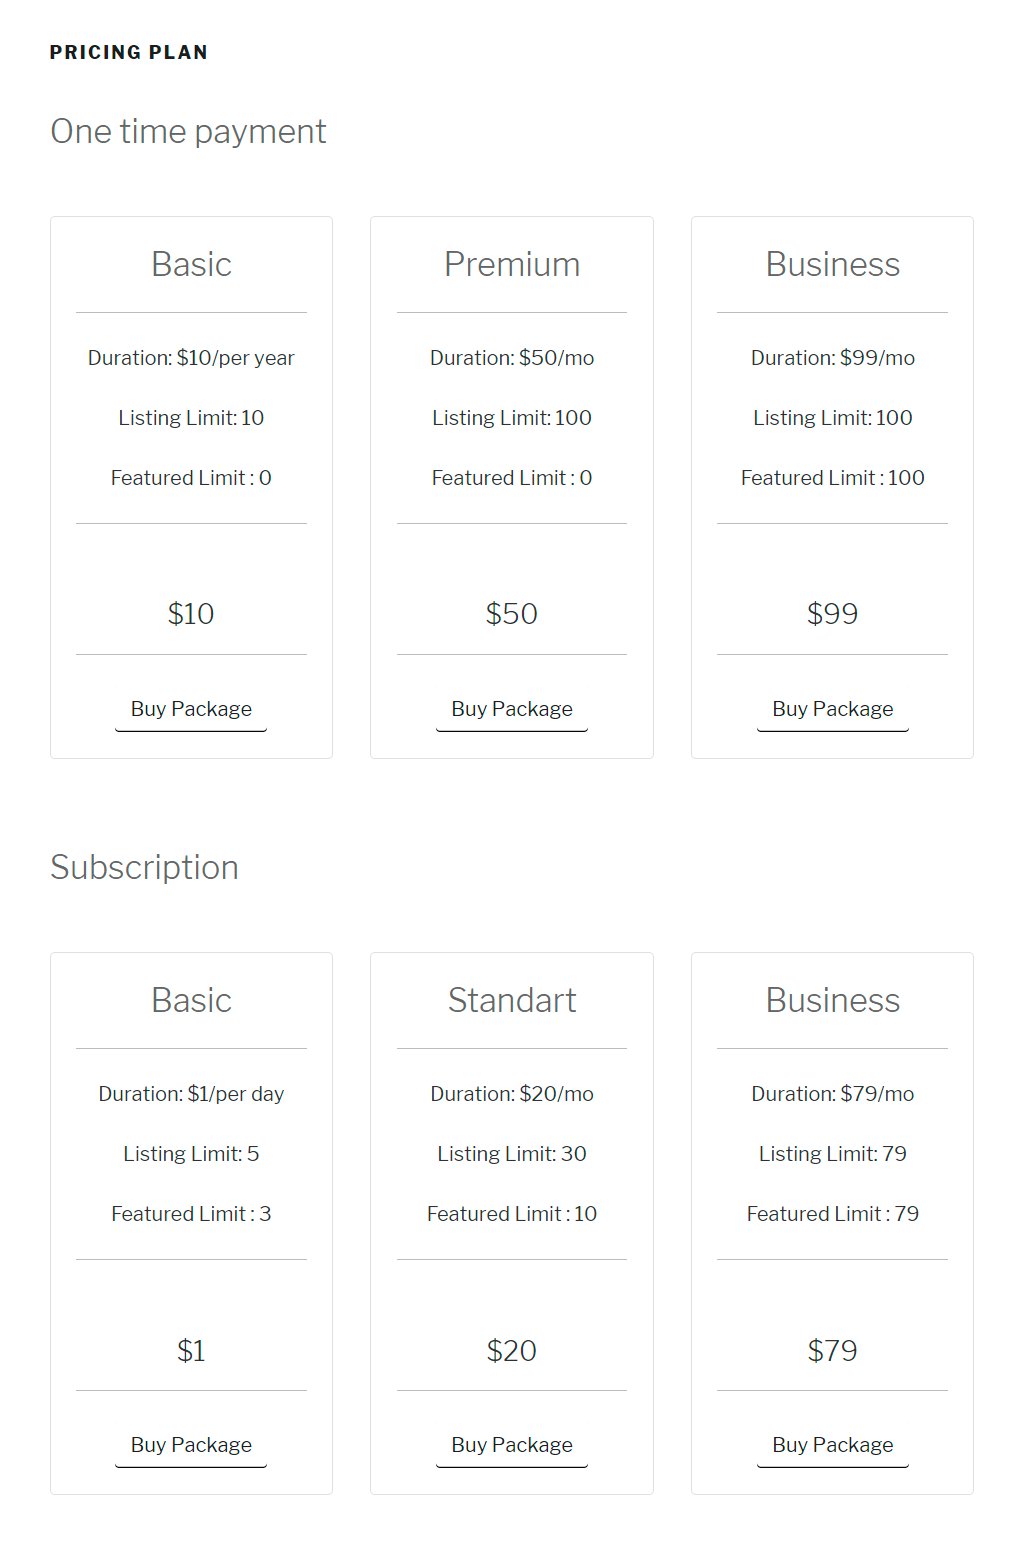 PRICING PLAN
One time payment
Basic
Duration: $10/per year
Listing Limit: 10
Featured Limit : 0
$10
Buy Package
Premium
Duration: $50/mo
Listing Limit: 100
Featured Limit : 0
$50
Buy Package
Business
Duration: $99/mo
Listing Limit: 100
Featured Limit : 100
$99
Buy Package
Subscription
Basic
Duration: $1/per day
Listing Limit: 5
Featured Limit : 3
$1
Buy Package
Standart
Duration: $20/mo
Listing Limit: 30
Featured Limit : 10
$20
Buy Package
Business
Duration: $79/mo
Listing Limit: 79
Featured Limit : 79
$79
Buy Package